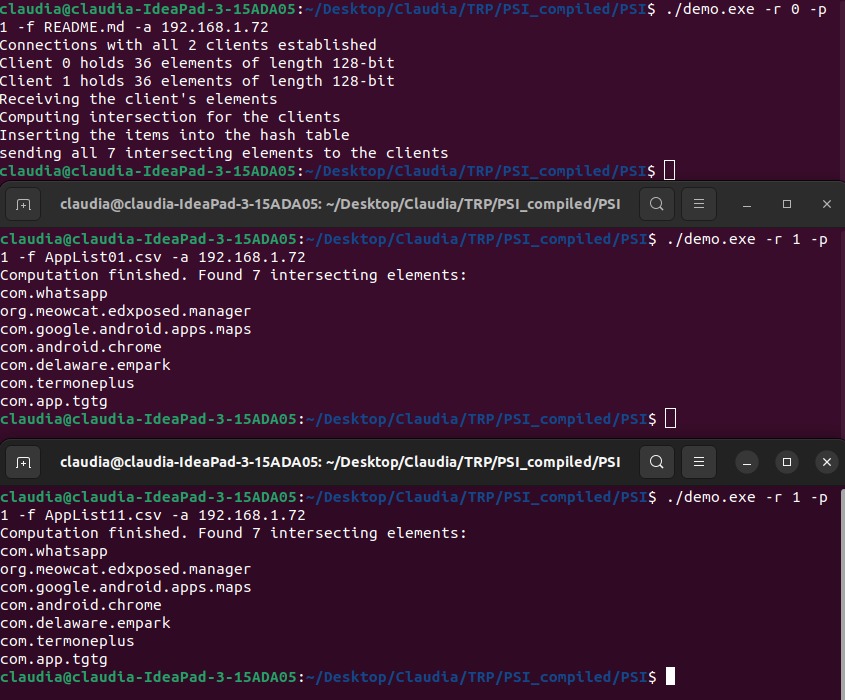 claudia@claudia-IdeaPad-3-15ADA05:~/Desktop/Claudia/TRP/PSI_compiled/PSI$ ./demo.exe -r 0 -p
1 -f README.md -a 192.168.1.72
Connections with all 2 clients established
Client 0 holds 36 elements of length 128-bit
Client 1 holds 36 elements of length 128-bit
Receiving the client's elements
Computing intersection for the clients
Inserting the items into the hash table
sending all 7 intersecting elements to the clients
claudia@claudia-IdeaPad-3-15ADA05:~/Desktop/Claudia/TRP/PSI_compiled/PSI$
claudia@claudia-IdeaPad-3-15ADA05: ~/Desktop/Claudia/TRP/PSI_compiled/PSI
claudia@claudia-IdeaPad-3-15ADA05:~/Desktop/Claudia/TRP/PSI_compiled/PSI$ ./demo.exe -r 1 -p
1 -f AppList01.csv -a 192.168.1.72
Computation finished. Found 7 intersecting elements:
com.whatsapp
org.meowcat.edxposed.manager
com.google.android.apps.maps
com.android.chrome
com.delaware.empark
com.termoneplus
com.app.tgtg
claudia@claudia-IdeaPad-3-15ADA05:~/Desktop/Claudia/TRP/PSI_compiled/PSI$
claudia@claudia-IdeaPad-3-15ADA05: ~/Desktop/Claudia/TRP/PSI_compiled/PSI
claudia@claudia-IdeaPad-3-15ADA05:~/Desktop/Claudia/TRP/PSI_compiled/PSI$ ./demo.exe -r 1 -p
1 -f AppList11.csv -a 192.168.1.72
Computation finished. Found 7 intersecting elements:
com.whatsapp
org.meowcat.edxposed.manager
com.google.android.apps.maps
com.android.chrome
com.delaware.empark
com.termoneplus
com.app.tgtg
claudia@claudia-IdeaPad-3-15ADA05:~/Desktop/Claudia/TRP/PSI_compiled/PSI$